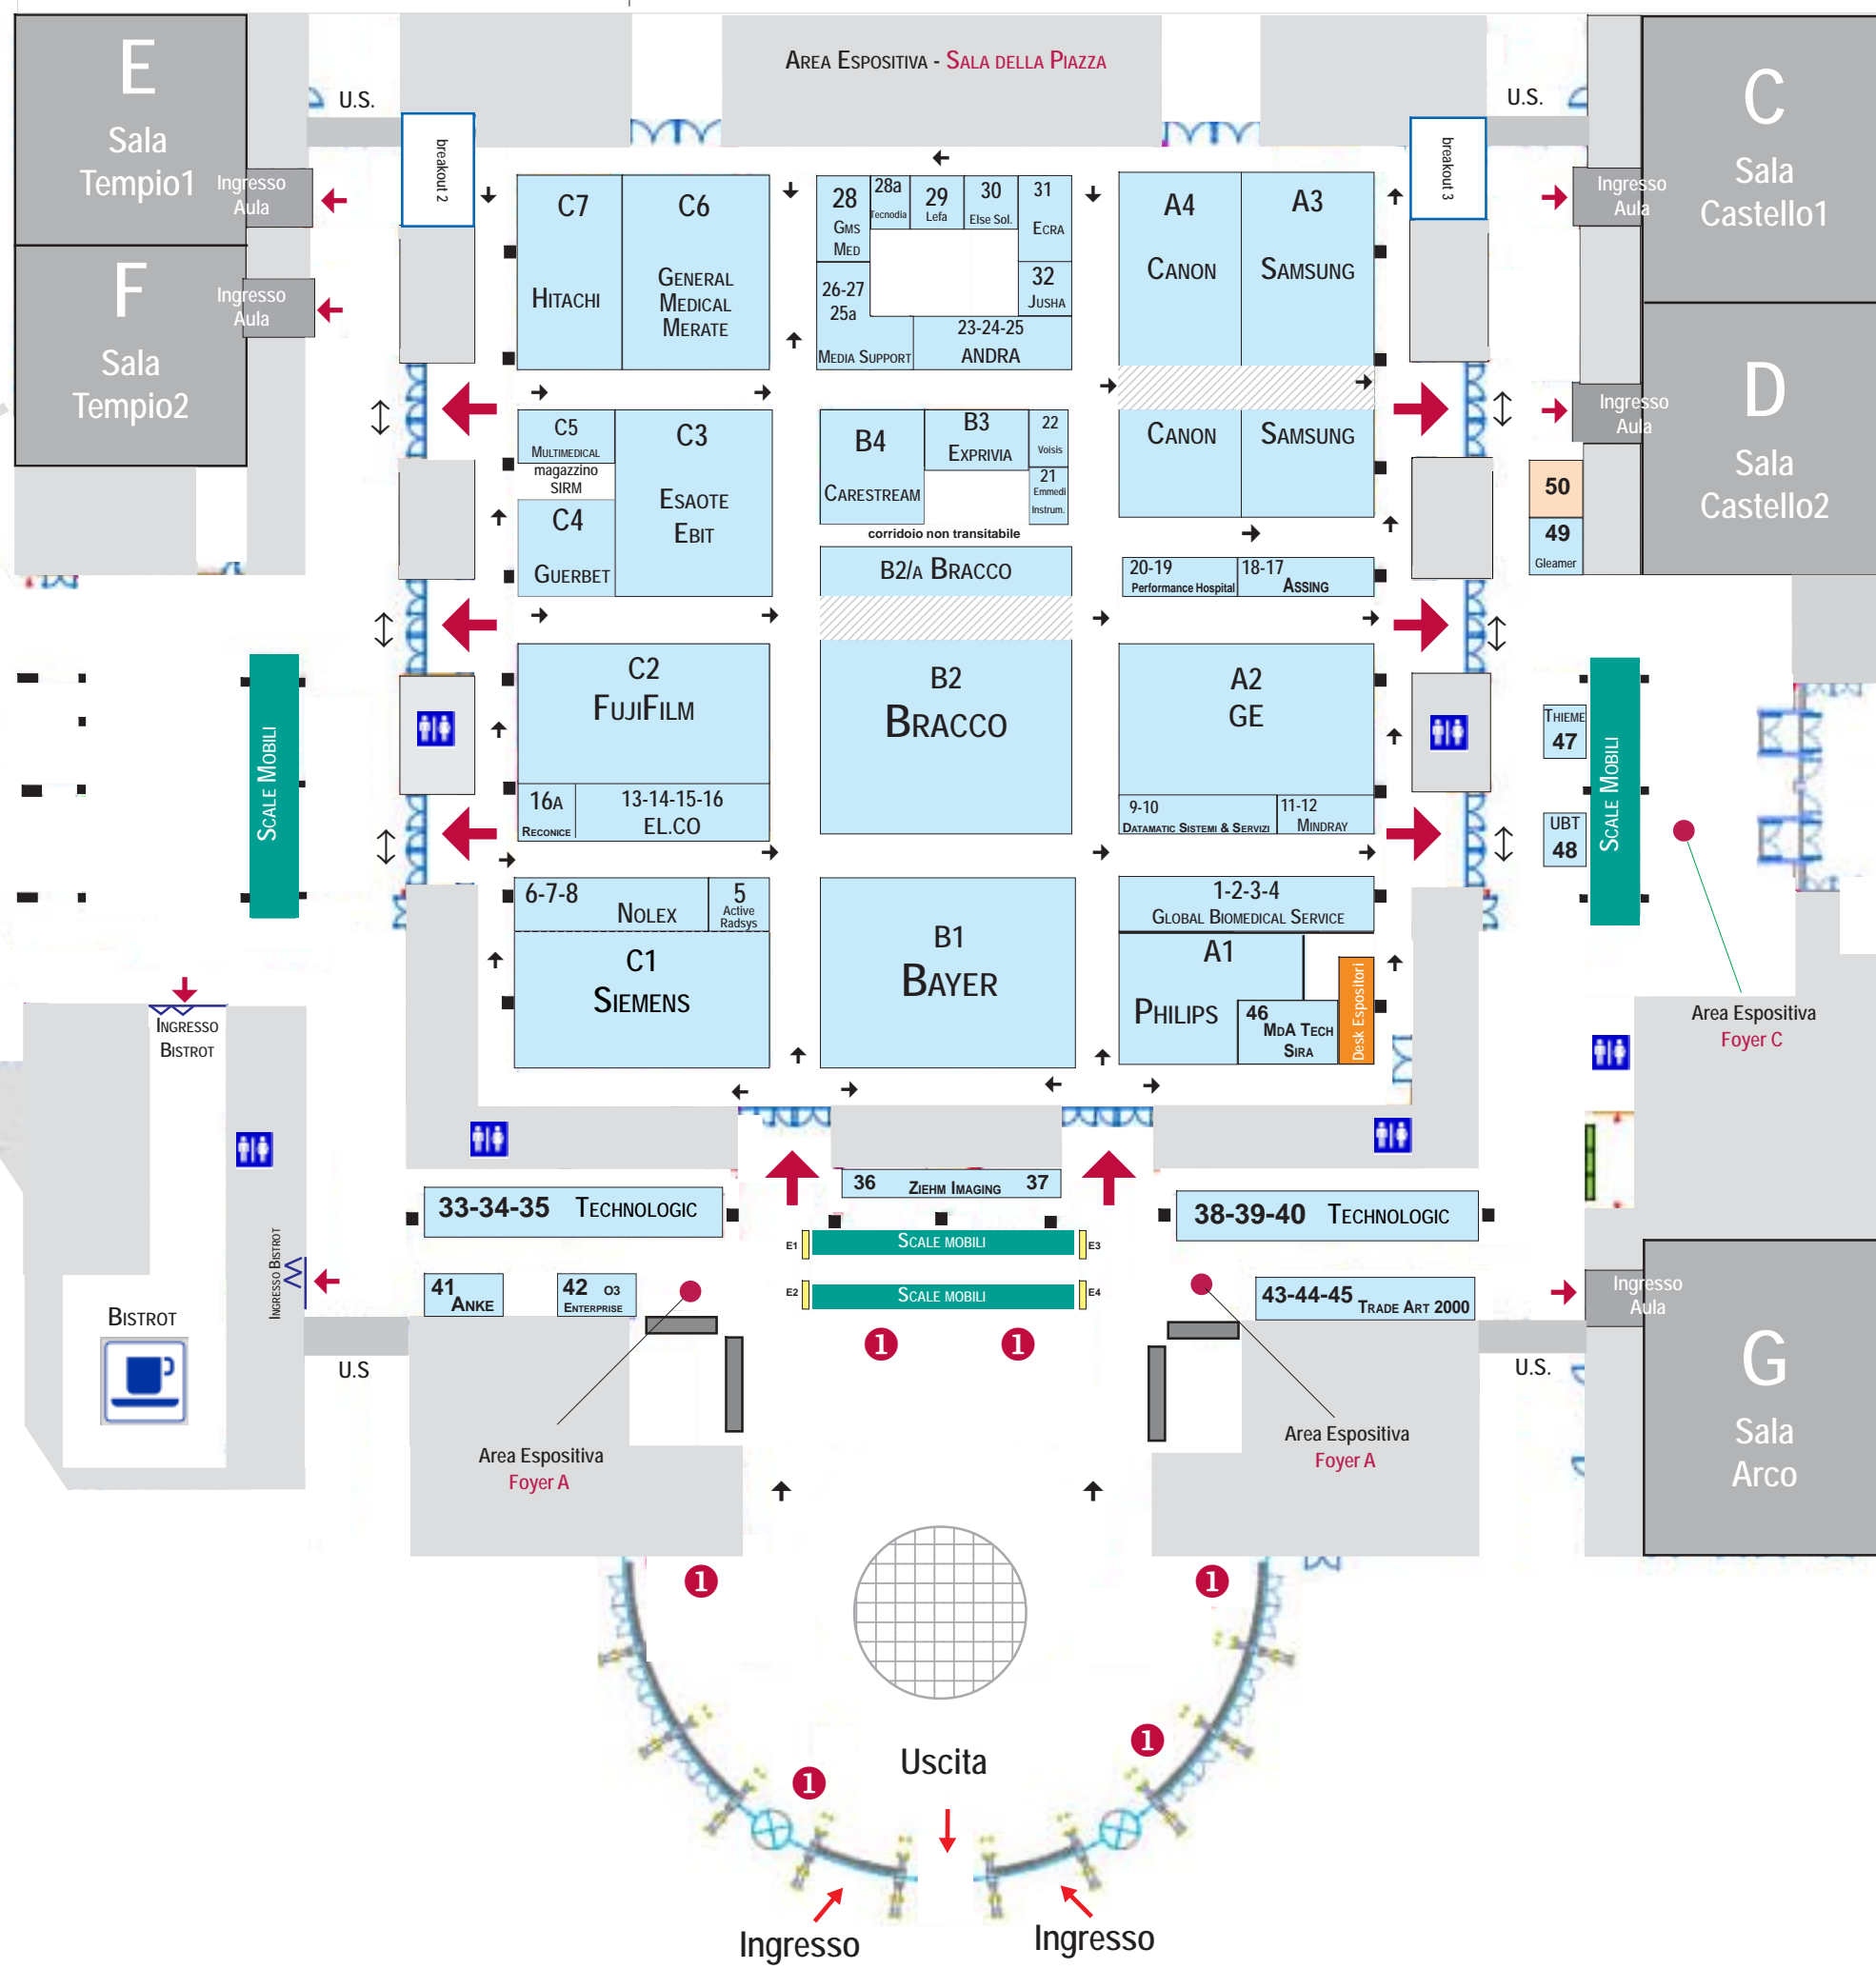 AREA ESPOSITIVA - SALA DELLA PIAZZA
E
Sala
Tempio1
Ingresso
Aula
F
Sala
Tempio2
Ingresso
Aula
U.S.
breakout 2
U.S.
breakout 3
C
Sala
Castello1
Ingresso
Aula
D
Sala
Castello2
Ingresso
Aula
C7
HITACHI
C6
GENERAL
MEDICAL
MERATE
28
GMS
MED
28a
Tecnodia
29
Lefa
30
Else Sol.
31
ECRA
32
JUSHA
26-27
25a
MEDIA SUPPORT
23-24-25
ANDRA
A4
CANON
A3
SAMSUNG
CANON
SAMSUNG
C5
MULTIMEDICAL
magazzino
SIRM
C4
GUERBET
C3
ESAOTE
EBIT
B4
CARESTREAM
B3
EXPRIVIA
22
Voisis
21
Emmedi
Instrum.
corridoio non transitabile
B2/A BRACCO
20-19
Performance Hospital
18-17
ASSING
50
49
Gleamer
C2
FUJIFILM
16A
RECONICE
13-14-15-16
EL.CO
B2
BRACCO
A2
GE
9-10
DATAMATIC SISTEMI & SERVIZI
11-12
MINDRAY
SCALE MOBILI
THIEME
47
UBT
48
SCALE MOBILI
6-7-8
NOLEX
5
Active
Radsys
C1
SIEMENS
B1
BAYER
1-2-3-4
GLOBAL BIOMEDICAL SERVICE
A1
PHILIPS
46
MDA TECH
SIRA
Desk Espositori
Area Espositiva
Foyer C
INGRESSO
BISTROT
INGRESSO BISTROT
BISTROT
33-34-35 TECHNOLOGIC
36 ZIEHM IMAGING 37
38-39-40 TECHNOLOGIC
E1
SCALE MOBILI
E3
E2
SCALE MOBILI
E4
41
ANKE
42 O3
ENTERPRISE
43-44-45 TRADE ART 2000
Ingresso
Aula
G
Sala
Arco
U.S
U.S.
1
1
Area Espositiva
Foyer A
Area Espositiva
Foyer A
1
1
1
1
Uscita
Ingresso
Ingresso